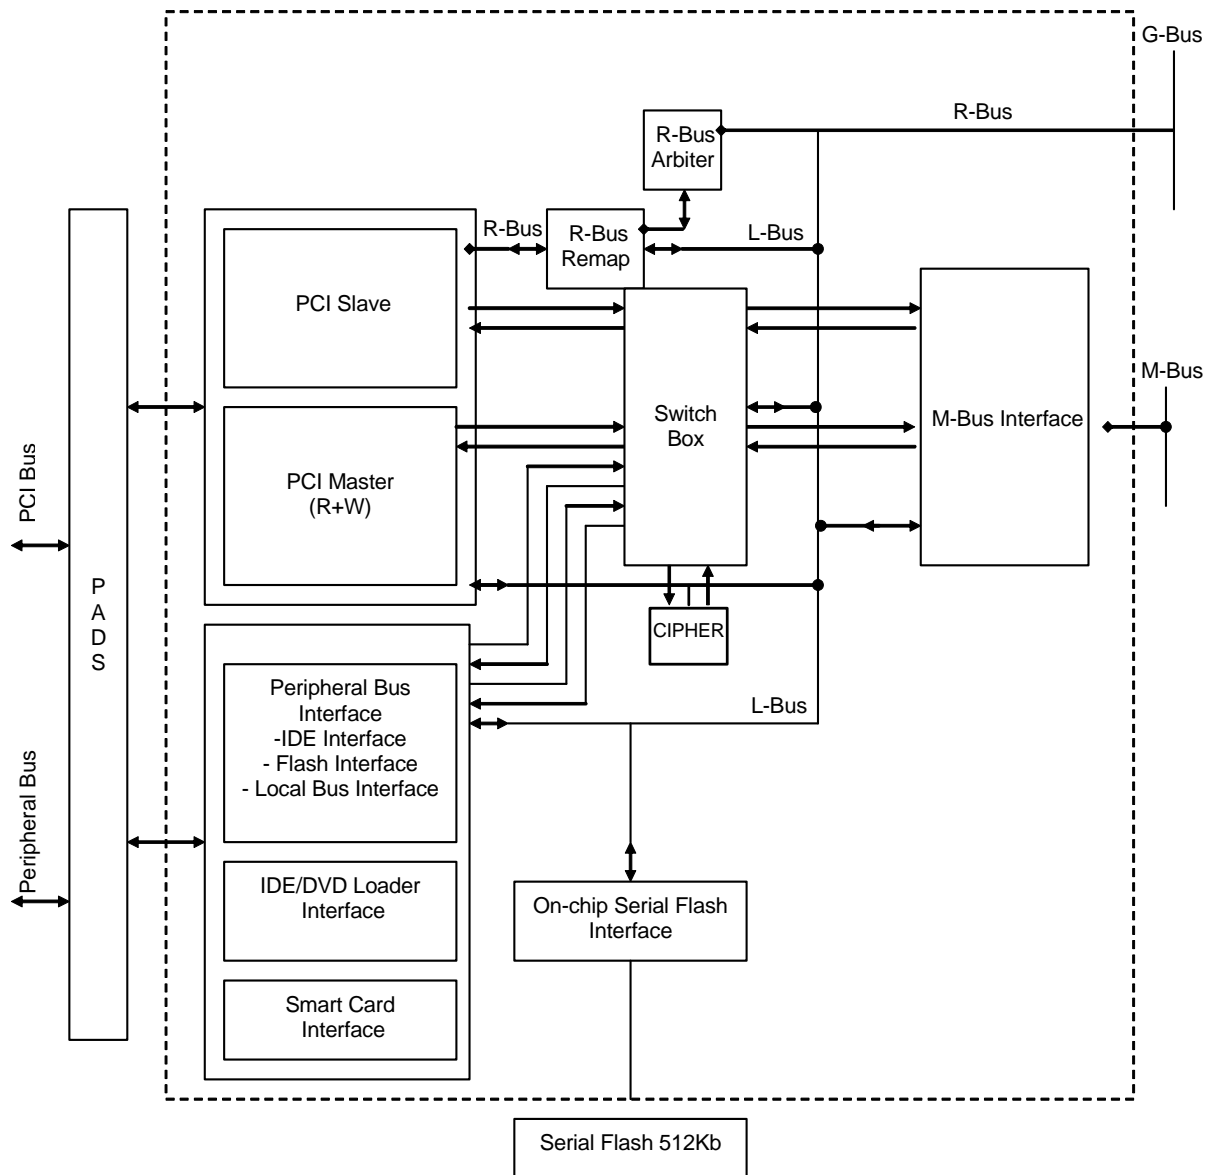 G-Bus
R-Bus
R-Bus
Arbiter
R-Bus
R-Bus
Remap
L-Bus
PCI Slave
M-Bus
Switch
Box
M-Bus Interface
PCI Bus
PCI Master
(R+W)
P
A
D
S
CIPHER
Peripheral Bus
Interface
-IDE Interface
- Flash Interface
- Local Bus Interface
L-Bus
Peripheral Bus
IDE/DVD Loader
Interface
On-chip Serial Flash
Interface
Smart Card
Interface
Serial Flash 512Kb